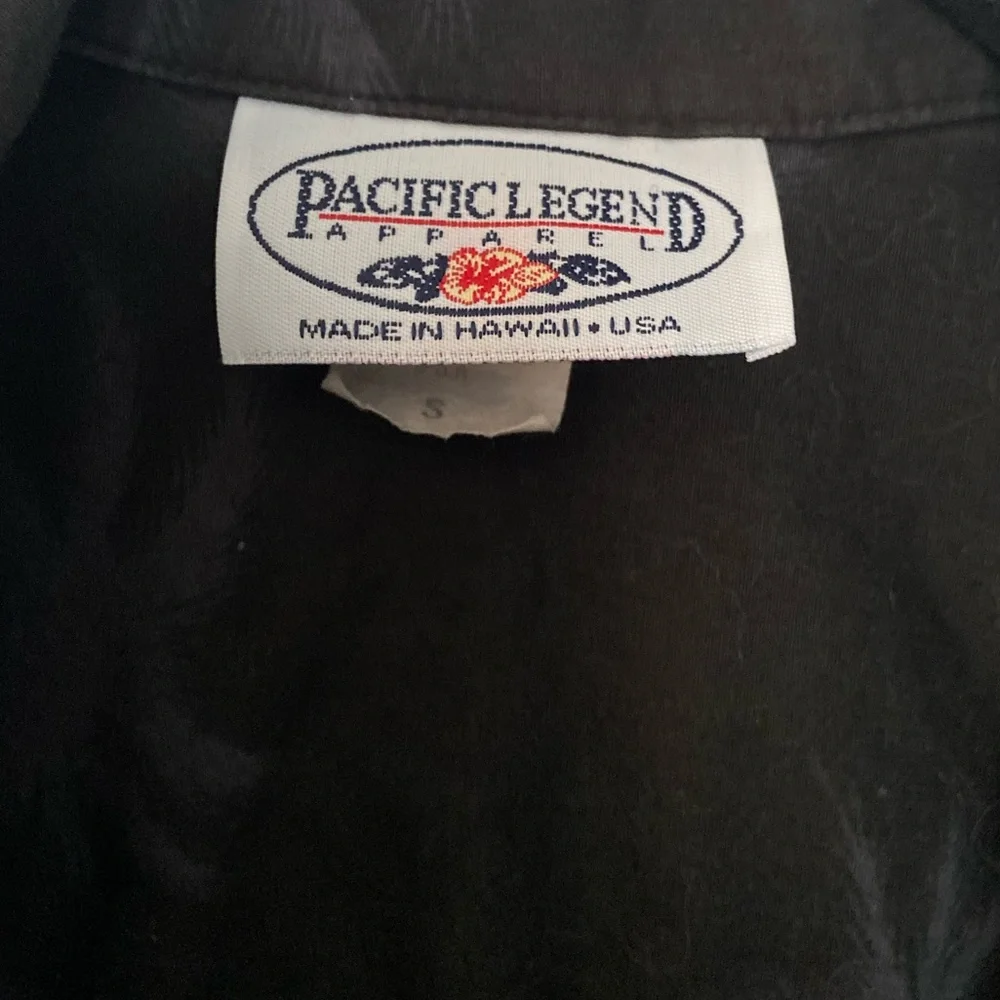 PACIFIC LEGEND
APPAREL
MADE IN HAWAII • USA
S